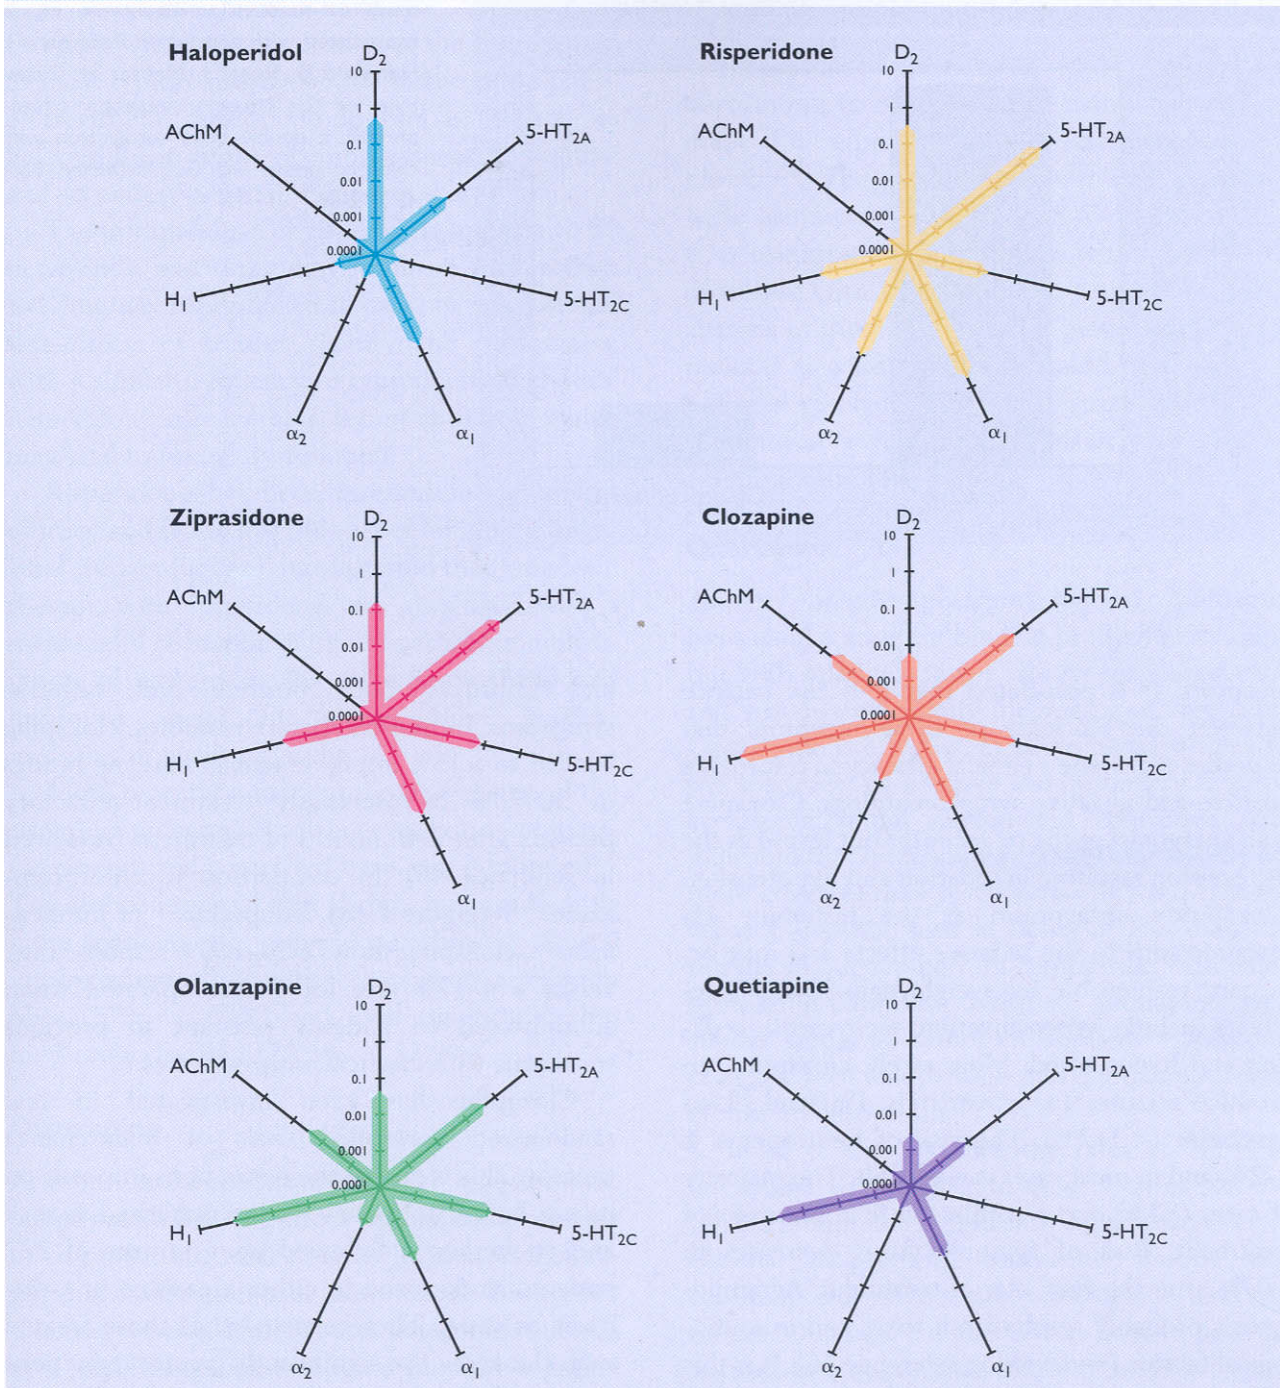 Haloperidol
D₂
10
1
AChM
5-HT₂A
0.1
0.01
0.001
0.0001
H₁
5-HT₂C
α₂
α₁
Risperidone
D₂
10
1
AChM
5-HT₂A
0.1
0.01
0.001
0.0001
H₁
5-HT₂C
α₂
α₁
Ziprasidone
D₂
10
1
AChM
5-HT₂A
0.1
0.01
0.001
0.0001
H₁
5-HT₂C
α₁
Clozapine
D₂
10
1
AChM
5-HT₂A
0.1
0.01
0.001
0.0001
H₁
5-HT₂C
α₂
α₁
Olanzapine
D₂
10
1
AChM
5-HT₂A
0.1
0.01
0.001
0.0001
H₁
5-HT₂C
α₂
α₁
Quetiapine
D₂
10
1
AChM
5-HT₂A
0.1
0.01
0.001
0.0001
H₁
5-HT₂C
α₂
α₁